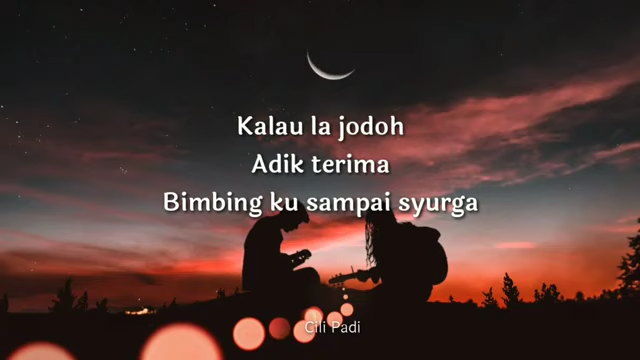 Kalau la jodoh
Adik terima
Bimbing ku sampai syurga
Cili Padi